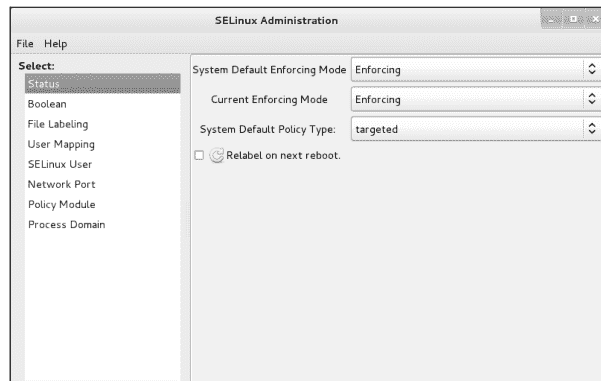 SELinux Administration
File Help
Select:
Status
Boolean
File Labeling
User Mapping
SELinux User
Network Port
Policy Module
Process Domain
System Default Enforcing Mode Enforcing
Current Enforcing Mode Enforcing
System Default Policy Type: targeted
Relabel on next reboot.